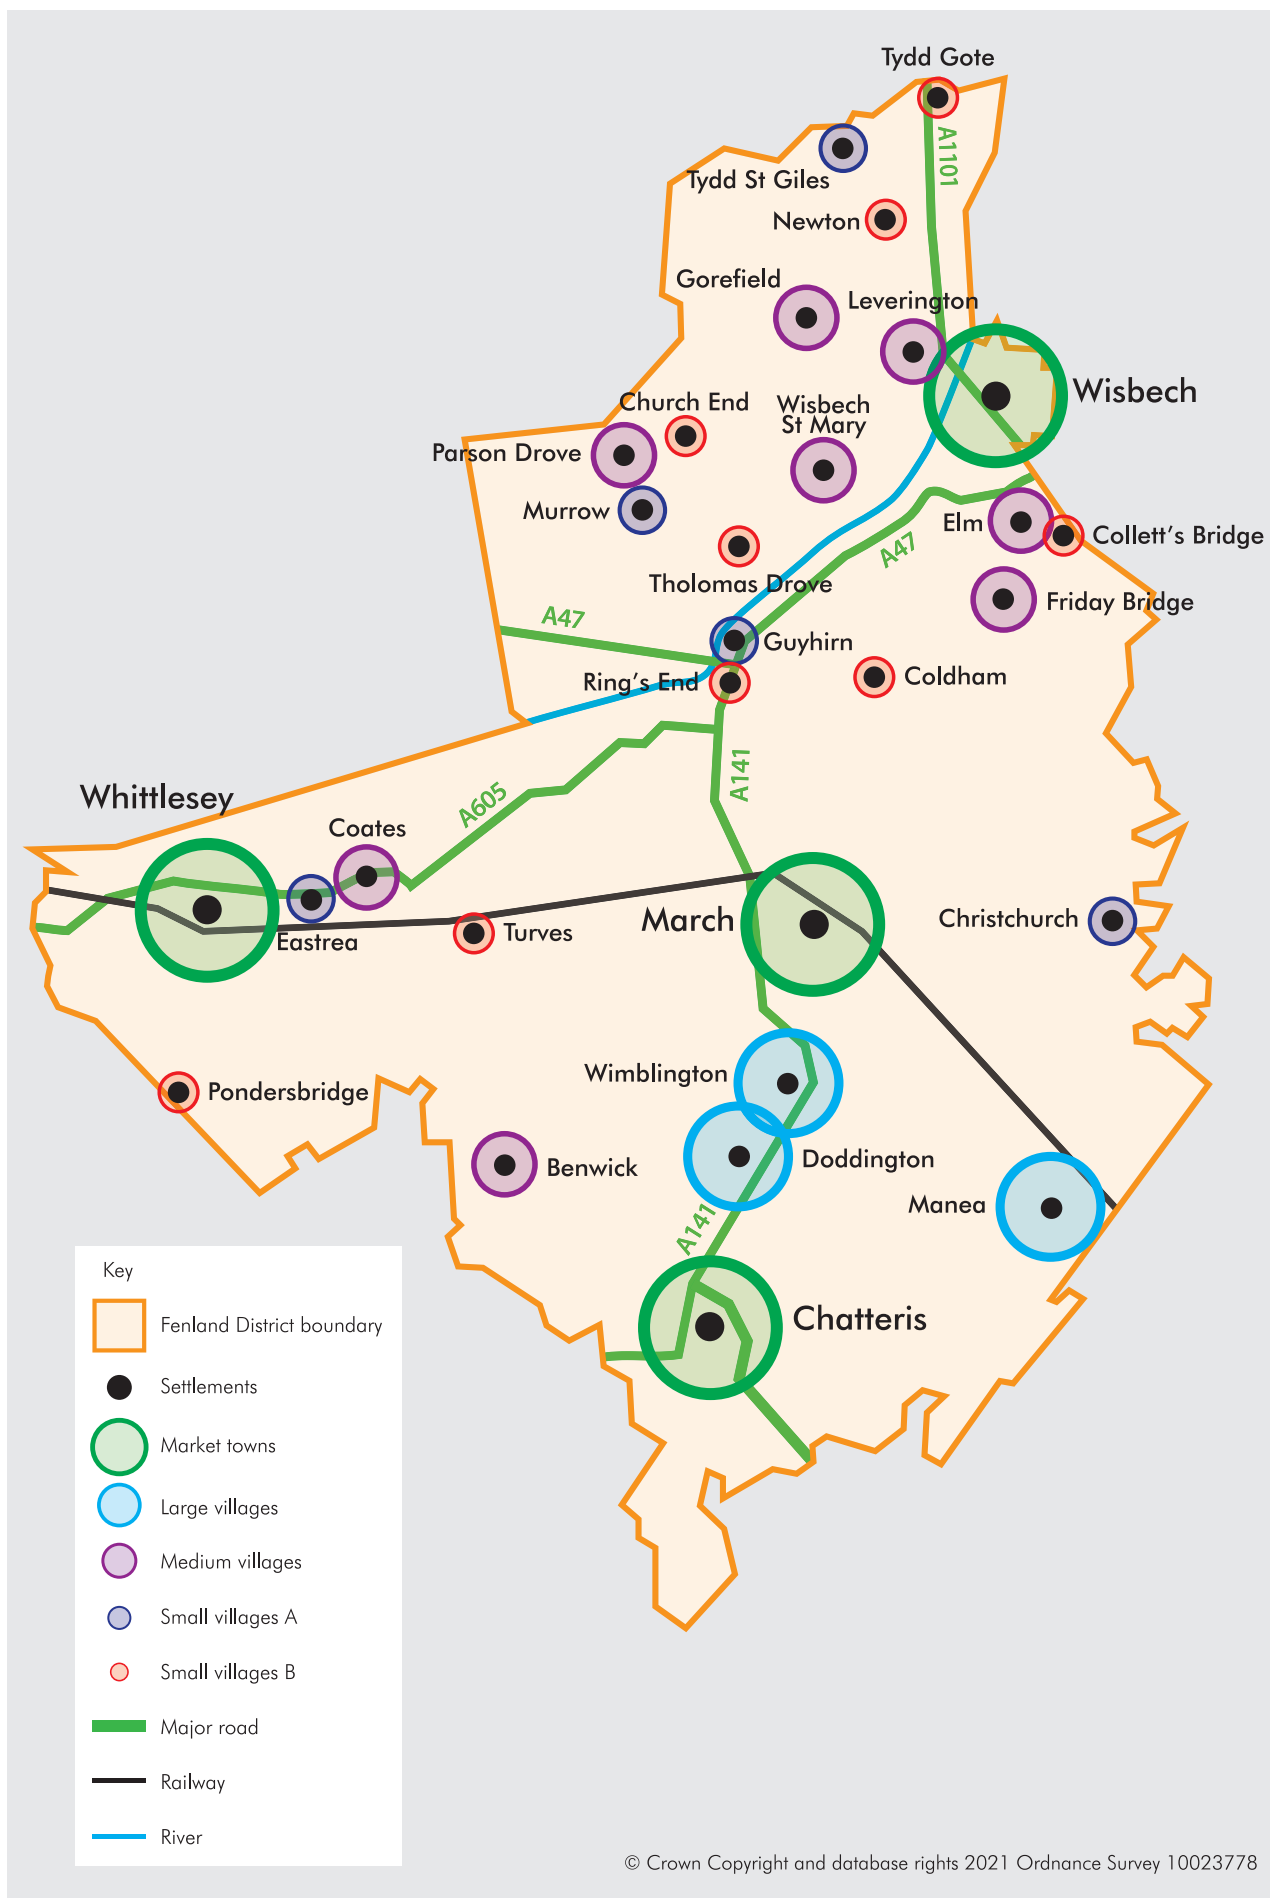 Tydd Gote
A1101
Tydd St Giles
Newton
Gorefield
Leverington
Wisbech
Church End
Wisbech
St Mary
Parson Drove
Murrow
Elm
Collett's Bridge
A47
Tholomas Drove
Friday Bridge
A47
Guyhirn
Ring's End
Coldham
A141
Whittlesey
A605
Coates
March
Christchurch
Turves
Eastrea
Wimblington
Pondersbridge
Doddington
Benwick
Manea
A141
Chatteris
Key
Fenland District boundary
Settlements
Market towns
Large villages
Medium villages
Small villages A
Small villages B
Major road
Railway
River
© Crown Copyright and database rights 2021 Ordnance Survey 10023778